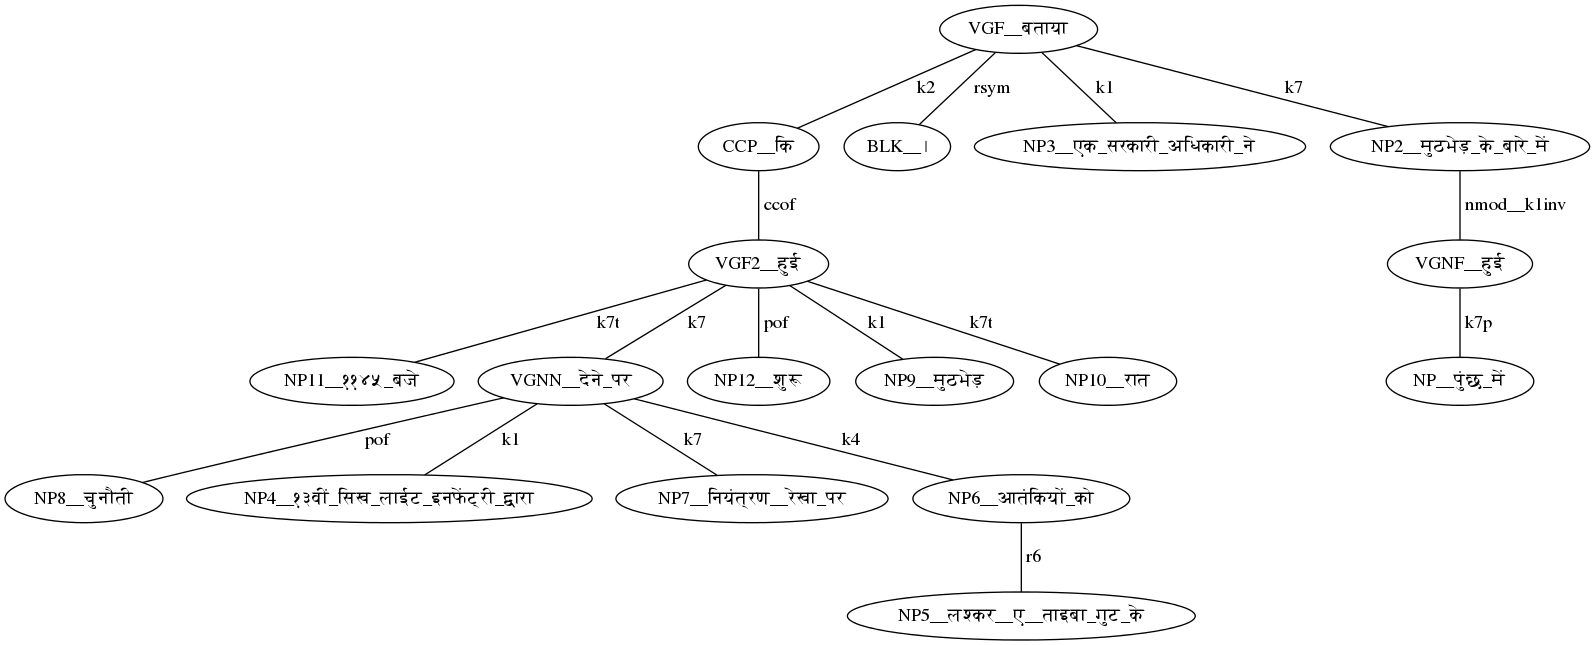 VGF__बताया
k2
rsym
k1
k7
CCP__कि
BLK__।
NP3__एक_सरकारी_अधिकारी_ने
NP2__मुठभेड़_के_बारे_में
ccof
nmod__k1inv
VGF2__हुई
VGNF__हुई
k7t
k7
pof
k1
k7t
k7p
NP11__११४५_बजे
VGNN__देने_पर
NP12__शुरू
NP9__मुठभेड़
NP10__रात
NP__पुंछ_में
pof
k1
k7
k4
NP8__चुनौती
NP4__१३वीं_सिख_लाईट_इनफेंट्री_द्वारा
NP7__नियंत्रण__रेखा_पर
NP6__आतंकियों_को
r6
NP5__लश्कर__ए__ताइबा_गुट_के